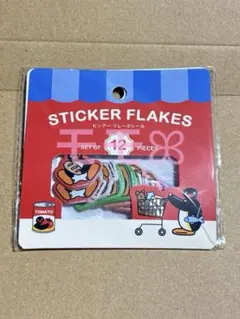 STICKER FLAKES
ピングー フレークシール
SET OF 12 PIECES
TOMATO